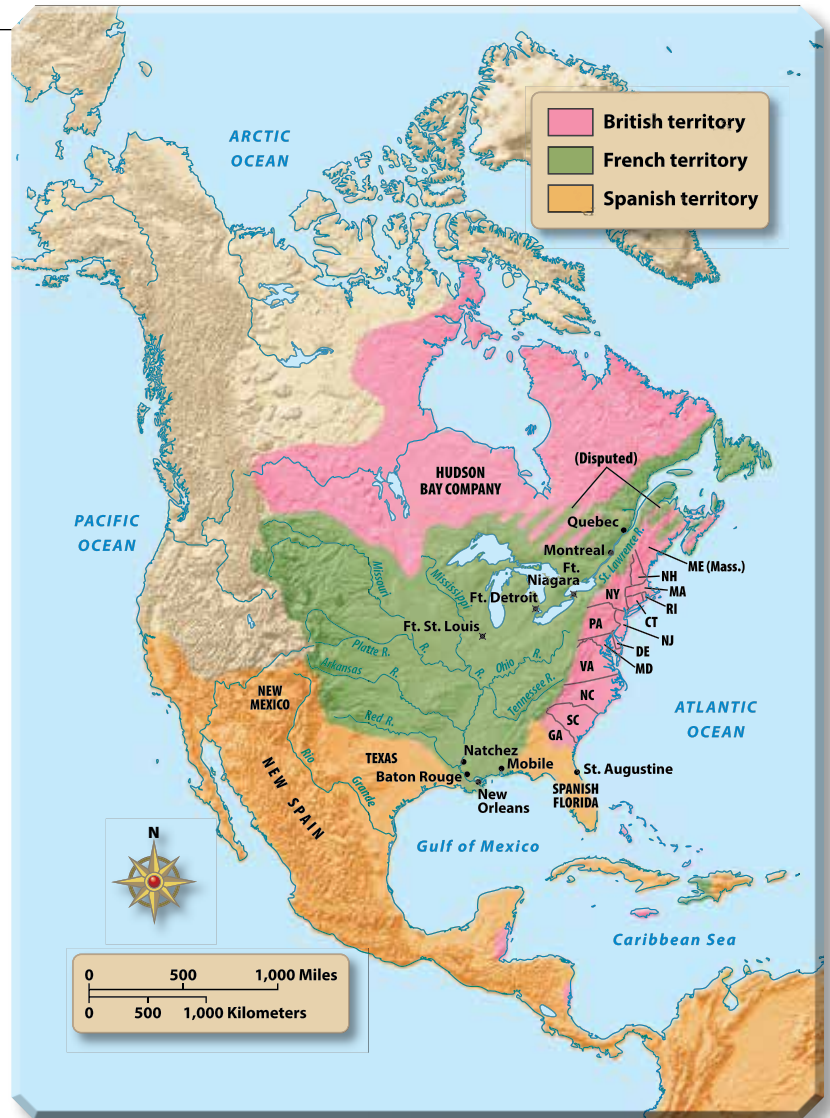 ARCTIC
OCEAN
British territory
French territory
Spanish territory
HUDSON
BAY COMPANY
(Disputed)
PACIFIC
OCEAN
Quebec
Montreal
St. Lawrence R.
Ft.
Niagara
ME (Mass.)
NH
MA
NY
RI
CT
Missouri
Mississippi
Ft. Detroit
PA
NJ
Ft. St. Louis
DE
MD
Platte R.
R.
Ohio R.
VA
Arkansas R.
R.
Tennessee R.
NC
NEW
MEXICO
ATLANTIC
OCEAN
Red R.
SC
GA
TEXAS
Natchez
Mobile
St. Augustine
Baton Rouge
Rio
Grande
NEW SPAIN
New
Orleans
SPANISH
FLORIDA
N
Gulf of Mexico
Caribbean Sea
0 500 1,000 Miles
0 500 1,000 Kilometers